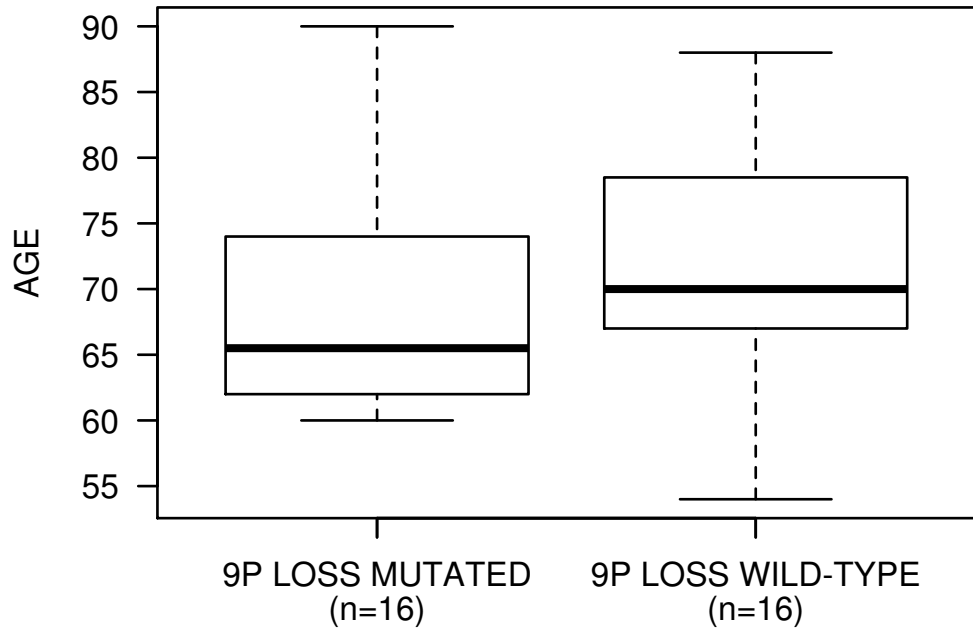 90
85
80
75
70
65
60
55
AGE
9P LOSS MUTATED
(n=16)
9P LOSS WILD-TYPE
(n=16)